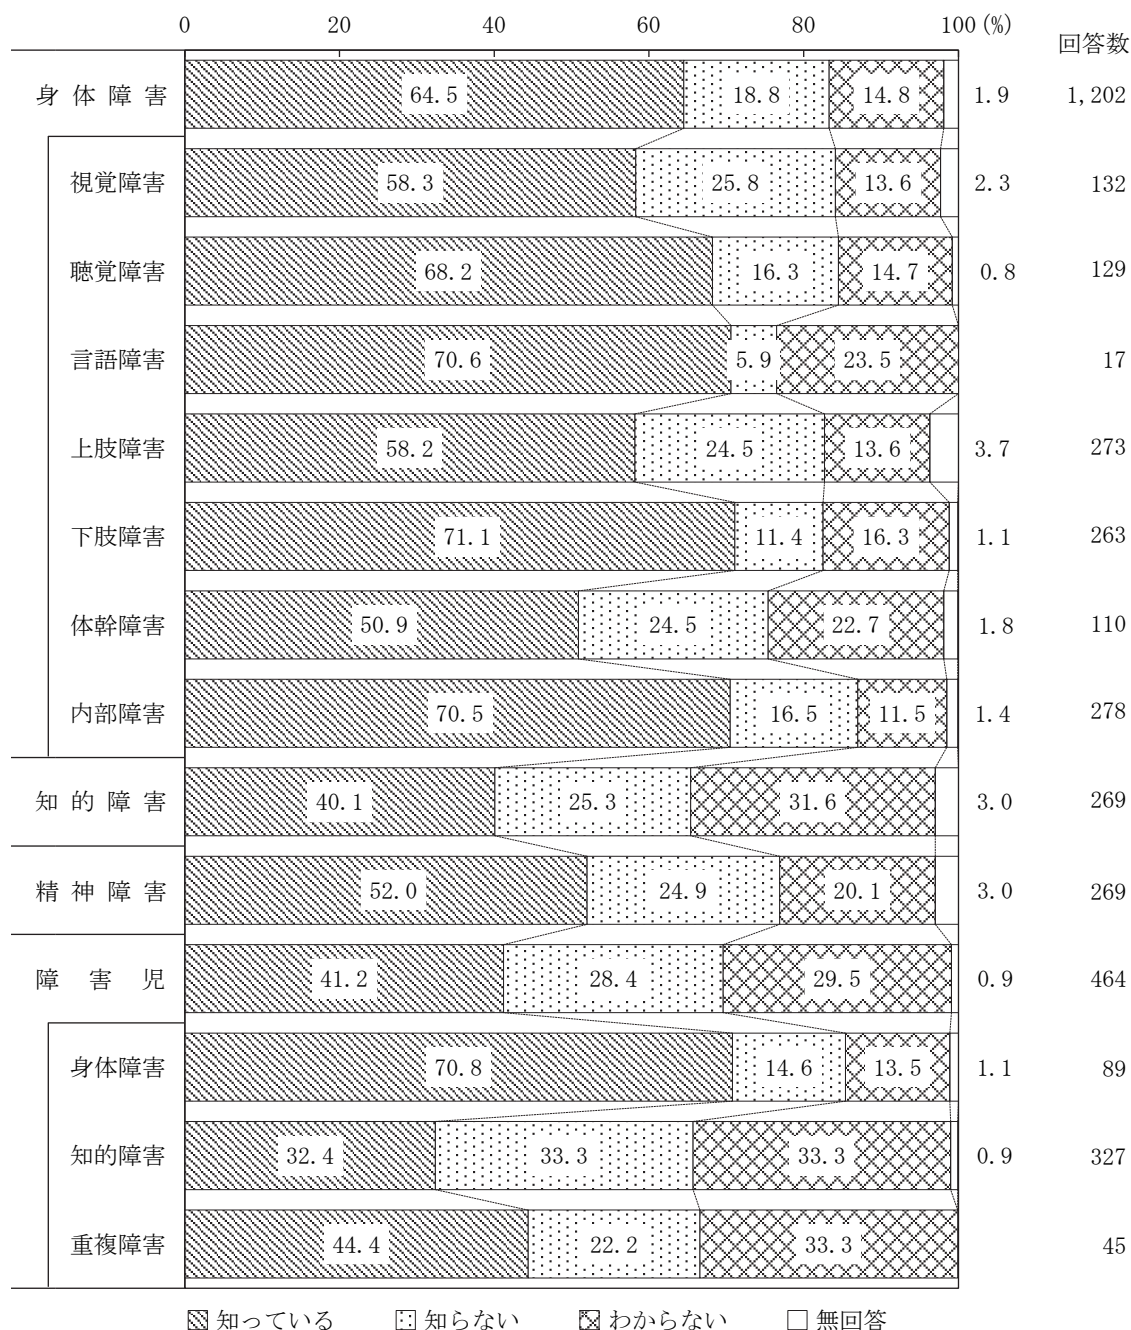 0 20 40 60 80 100 (%) 回答数
身体障害 64.5 18.8 14.8 1.9 1,202
視覚障害 58.3 25.8 13.6 2.3 132
聴覚障害 68.2 16.3 14.7 0.8 129
言語障害 70.6 5.9 23.5 17
上肢障害 58.2 24.5 13.6 3.7 273
下肢障害 71.1 11.4 16.3 1.1 263
体幹障害 50.9 24.5 22.7 1.8 110
内部障害 70.5 16.5 11.5 1.4 278
知的障害 40.1 25.3 31.6 3.0 269
精神障害 52.0 24.9 20.1 3.0 269
障害児 41.2 28.4 29.5 0.9 464
身体障害 70.8 14.6 13.5 1.1 89
知的障害 32.4 33.3 33.3 0.9 327
重複障害 44.4 22.2 33.3 45
知っている 知らない わからない 無回答